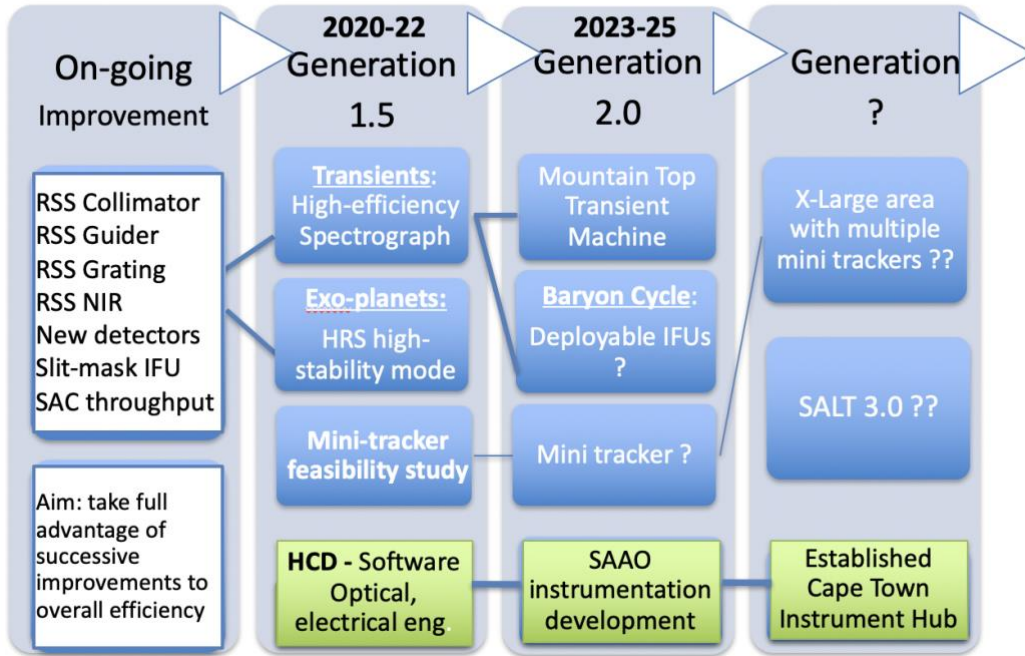 On-going
Improvement
RSS Collimator
RSS Guider
RSS Grating
RSS NIR
New detectors
Slit-mask IFU
SAC throughput
Aim: take full
advantage of
successive
improvements to
overall efficiency
2020-22
Generation
1.5
Transients:
High-efficiency
Spectrograph
Exo-planets:
HRS high-
stability mode
Mini-tracker
feasibility study
HCD - Software
Optical,
electrical eng.
2023-25
Generation
2.0
Mountain Top
Transient
Machine
Baryon Cycle:
Deployable IFUs
?
Mini tracker ?
SAAO
instrumentation
development
Generation
?
X-Large area
with multiple
mini trackers ??
SALT 3.0 ??
Established
Cape Town
Instrument Hub